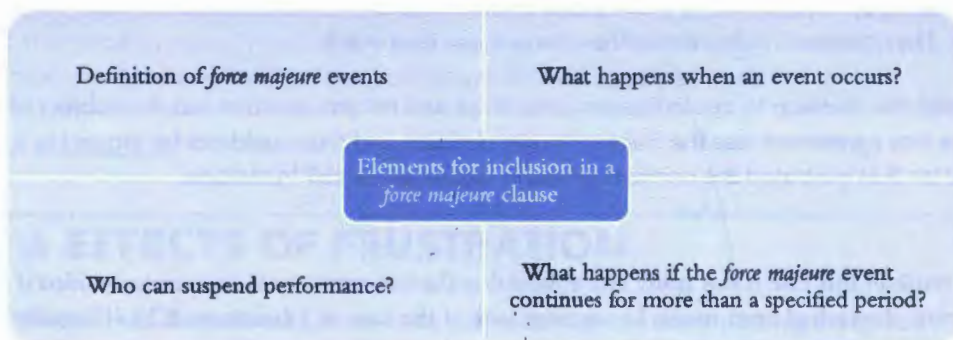 Definition of force majeure events
What happens when an event occurs?
Elements for inclusion in a
force majeure clause
Who can suspend performance?
What happens if the force majeure event
continues for more than a specified period?